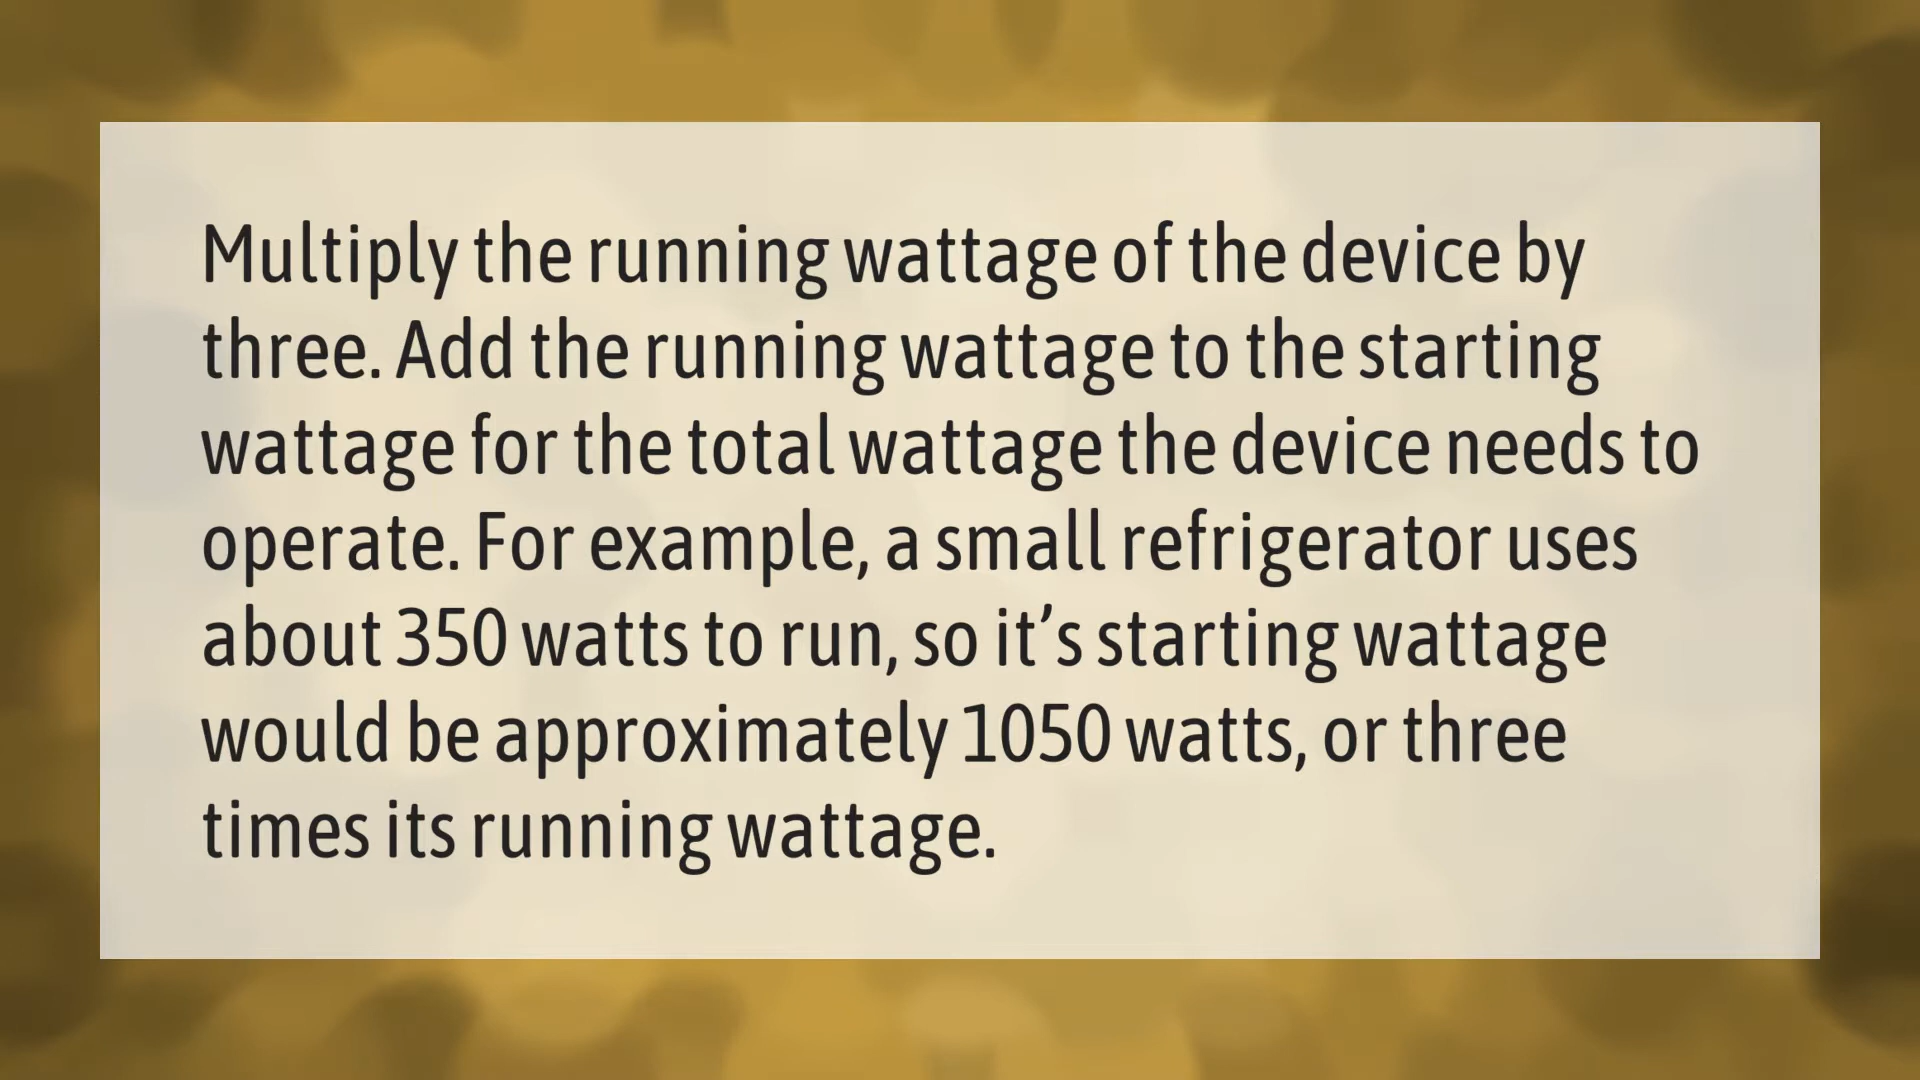 Multiply the running wattage of the device by
three. Add the running wattage to the starting
wattage for the total wattage the device needs to
operate. For example, a small refrigerator uses
about 350 watts to run, so it’s starting wattage
would be approximately 1050 watts, or three
times its running wattage.